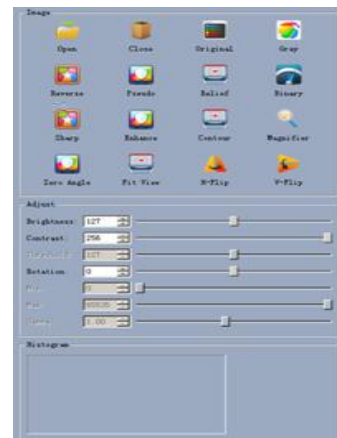 Image
Open Close Original Gray
Reverse Pseudo Relief Binary
Sharp Enhance Contour Magnifier
Zero Angle Fit View H-Flip V-Flip
Adjust
Brightness: 127
Contrast: 256
Threshold: 127
Rotation: 0
Min: 0
Max: 65535
Gamma: 1.00
Histogram